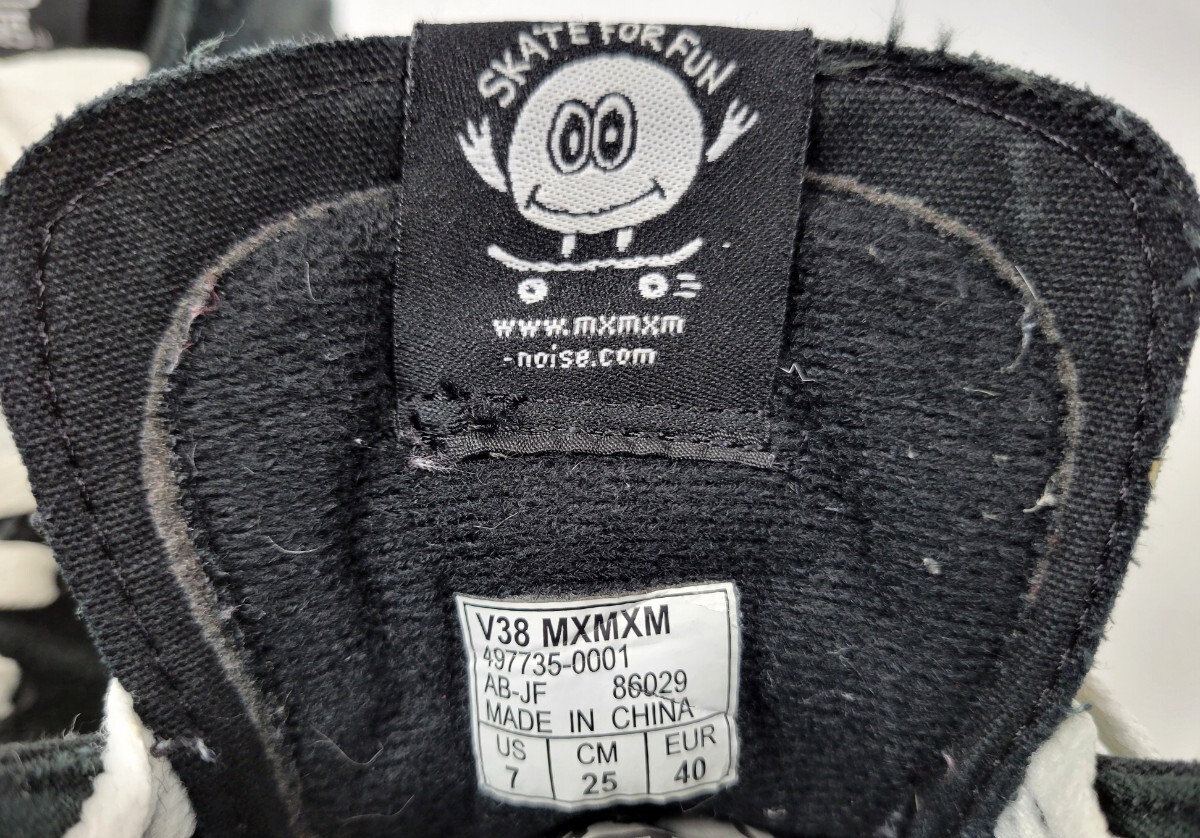 SKATE FOR FUN
www.mxmxm
-noise.com
V38 MXMXM
497735-0001
AB-JF 86029
MADE IN CHINA
US CM EUR
7 25 40